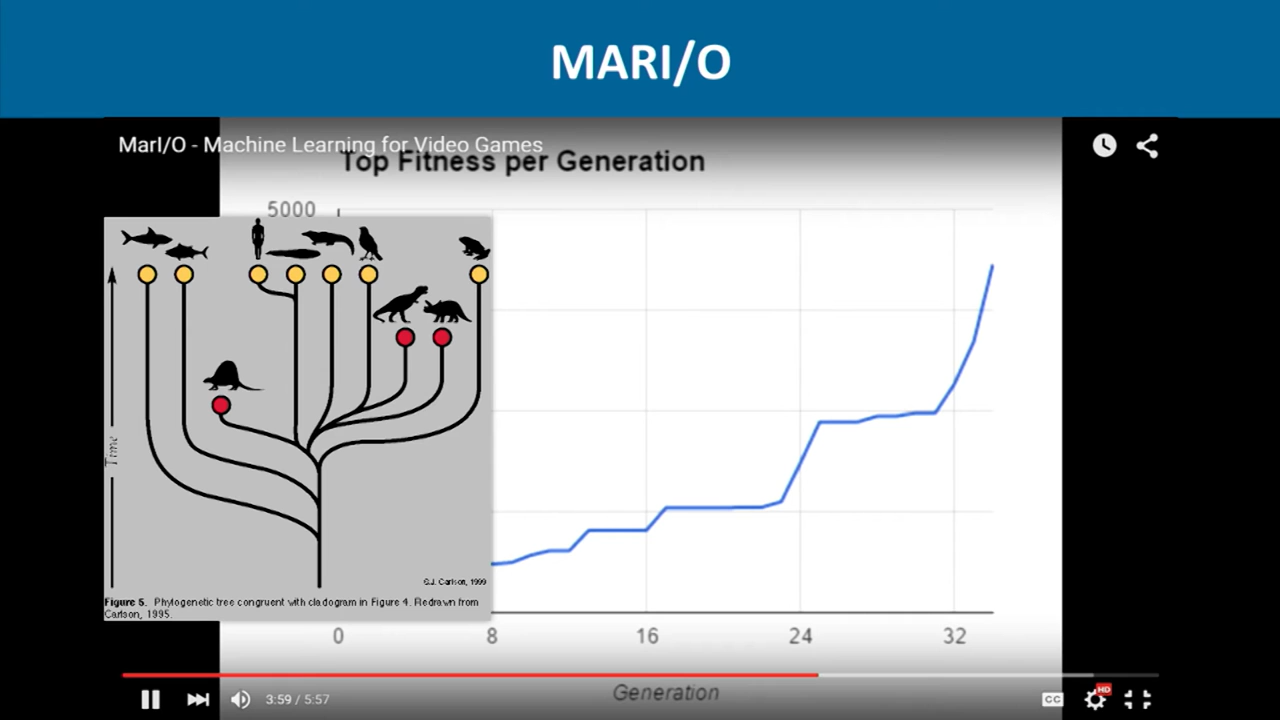 MARI/O
MarI/O - Machine Learning for Video Games
Top Fitness per Generation
5000
Time
S.J. Carlson, 1999
Figure 5. Phylogenetic tree congruent with cladogram in Figure 4. Redrawn from
Carlson, 1995.
0 8 16 24 32
Generation
3:59 / 5:57
CC
HD